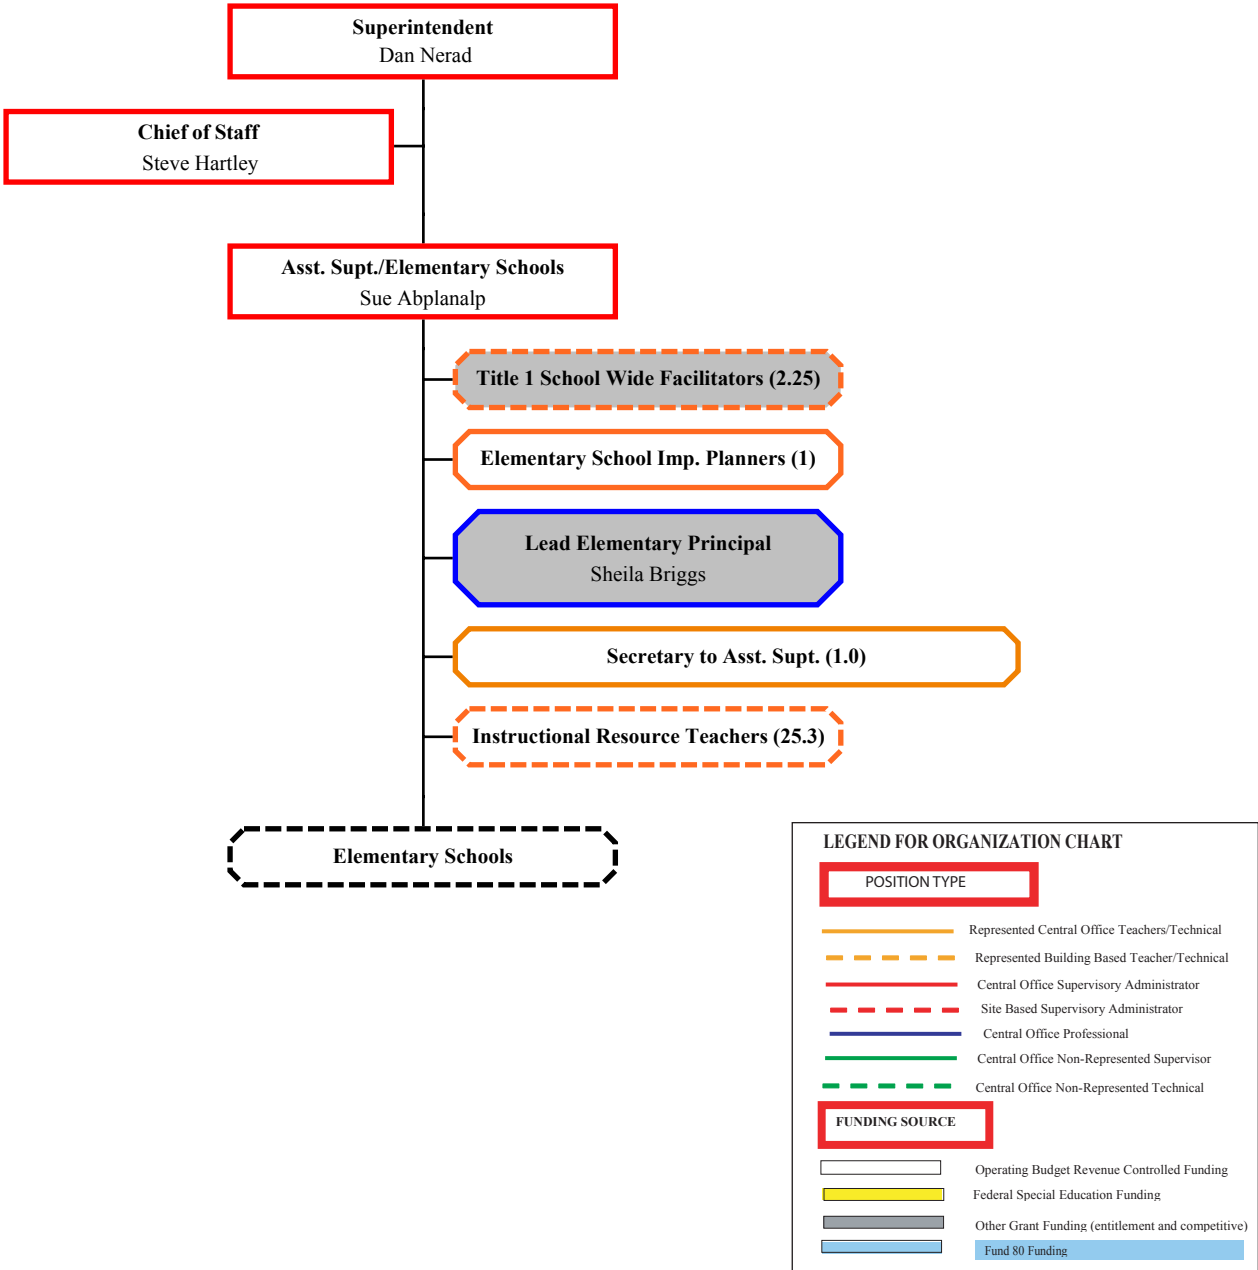 Superintendent
Dan Nerad
Chief of Staff
Steve Hartley
Asst. Supt./Elementary Schools
Sue Abplanalp
Title 1 School Wide Facilitators (2.25)
Elementary School Imp. Planners (1)
Lead Elementary Principal
Sheila Briggs
Secretary to Asst. Supt. (1.0)
Instructional Resource Teachers (25.3)
Elementary Schools
LEGEND FOR ORGANIZATION CHART
POSITION TYPE
Represented Central Office Teachers/Technical
Represented Building Based Teacher/Technical
Central Office Supervisory Administrator
Site Based Supervisory Administrator
Central Office Professional
Central Office Non-Represented Supervisor
Central Office Non-Represented Technical
FUNDING SOURCE
Operating Budget Revenue Controlled Funding
Federal Special Education Funding
Other Grant Funding (entitlement and competitive)
Fund 80 Funding